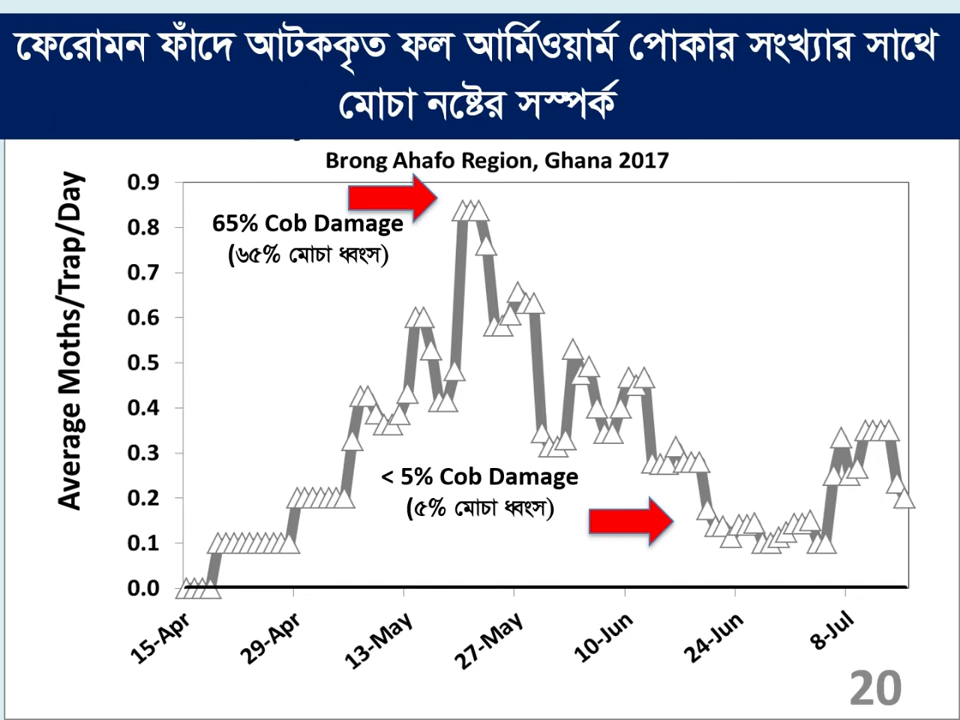 ফেরোমন ফাঁদে আটককৃত ফল আর্মিওয়ার্ম পোকার সংখ্যার সাথে
মোচা নষ্টের সম্পর্ক
Brong Ahafo Region, Ghana 2017
Average Moths/Trap/Day
0.9
0.8
0.7
0.6
0.5
0.4
0.3
0.2
0.1
0.0
65% Cob Damage
(৬৫% মোচা ধ্বংস)
< 5% Cob Damage
(৫% মোচা ধ্বংস)
15-Apr
29-Apr
13-May
27-May
10-Jun
24-Jun
8-Jul
20